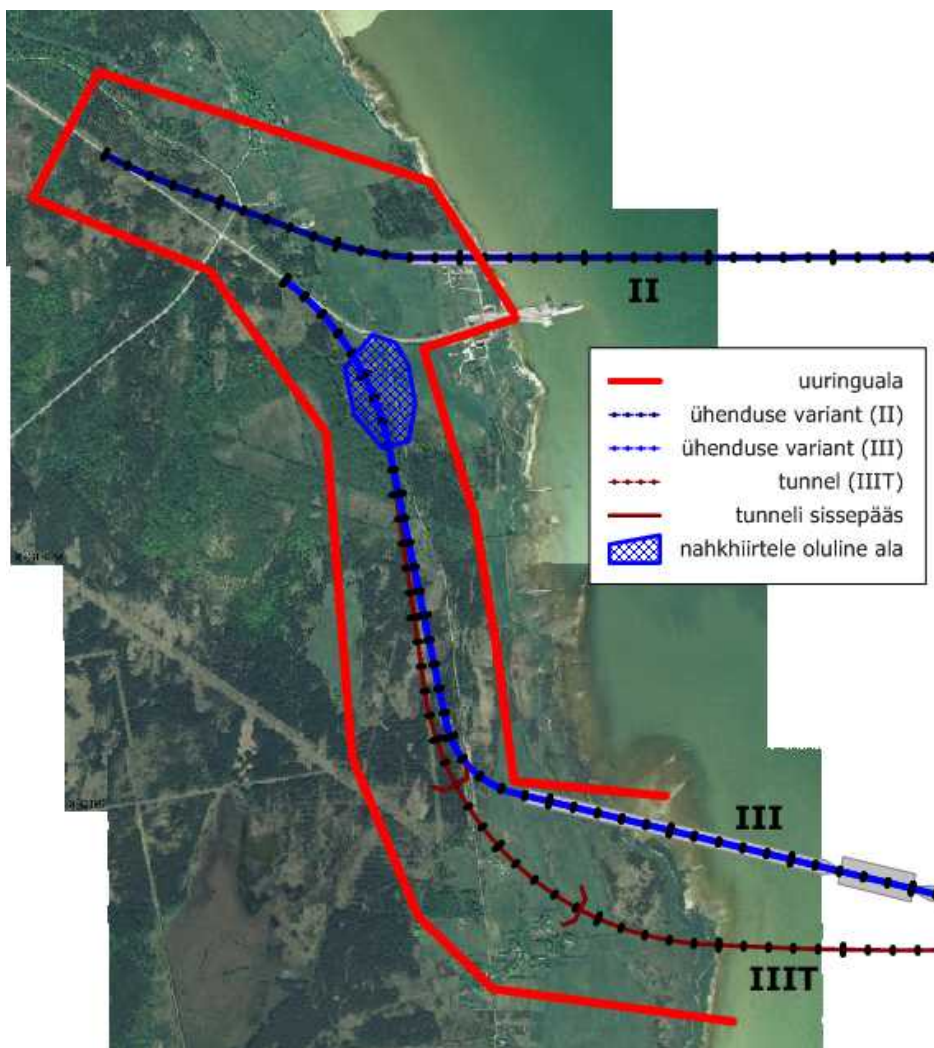 II
uuringuala
ühenduse variant (II)
ühenduse variant (III)
tunnel (IIIT)
tunneli sissepääs
nahkhiirtele oluline ala
III
IIIT